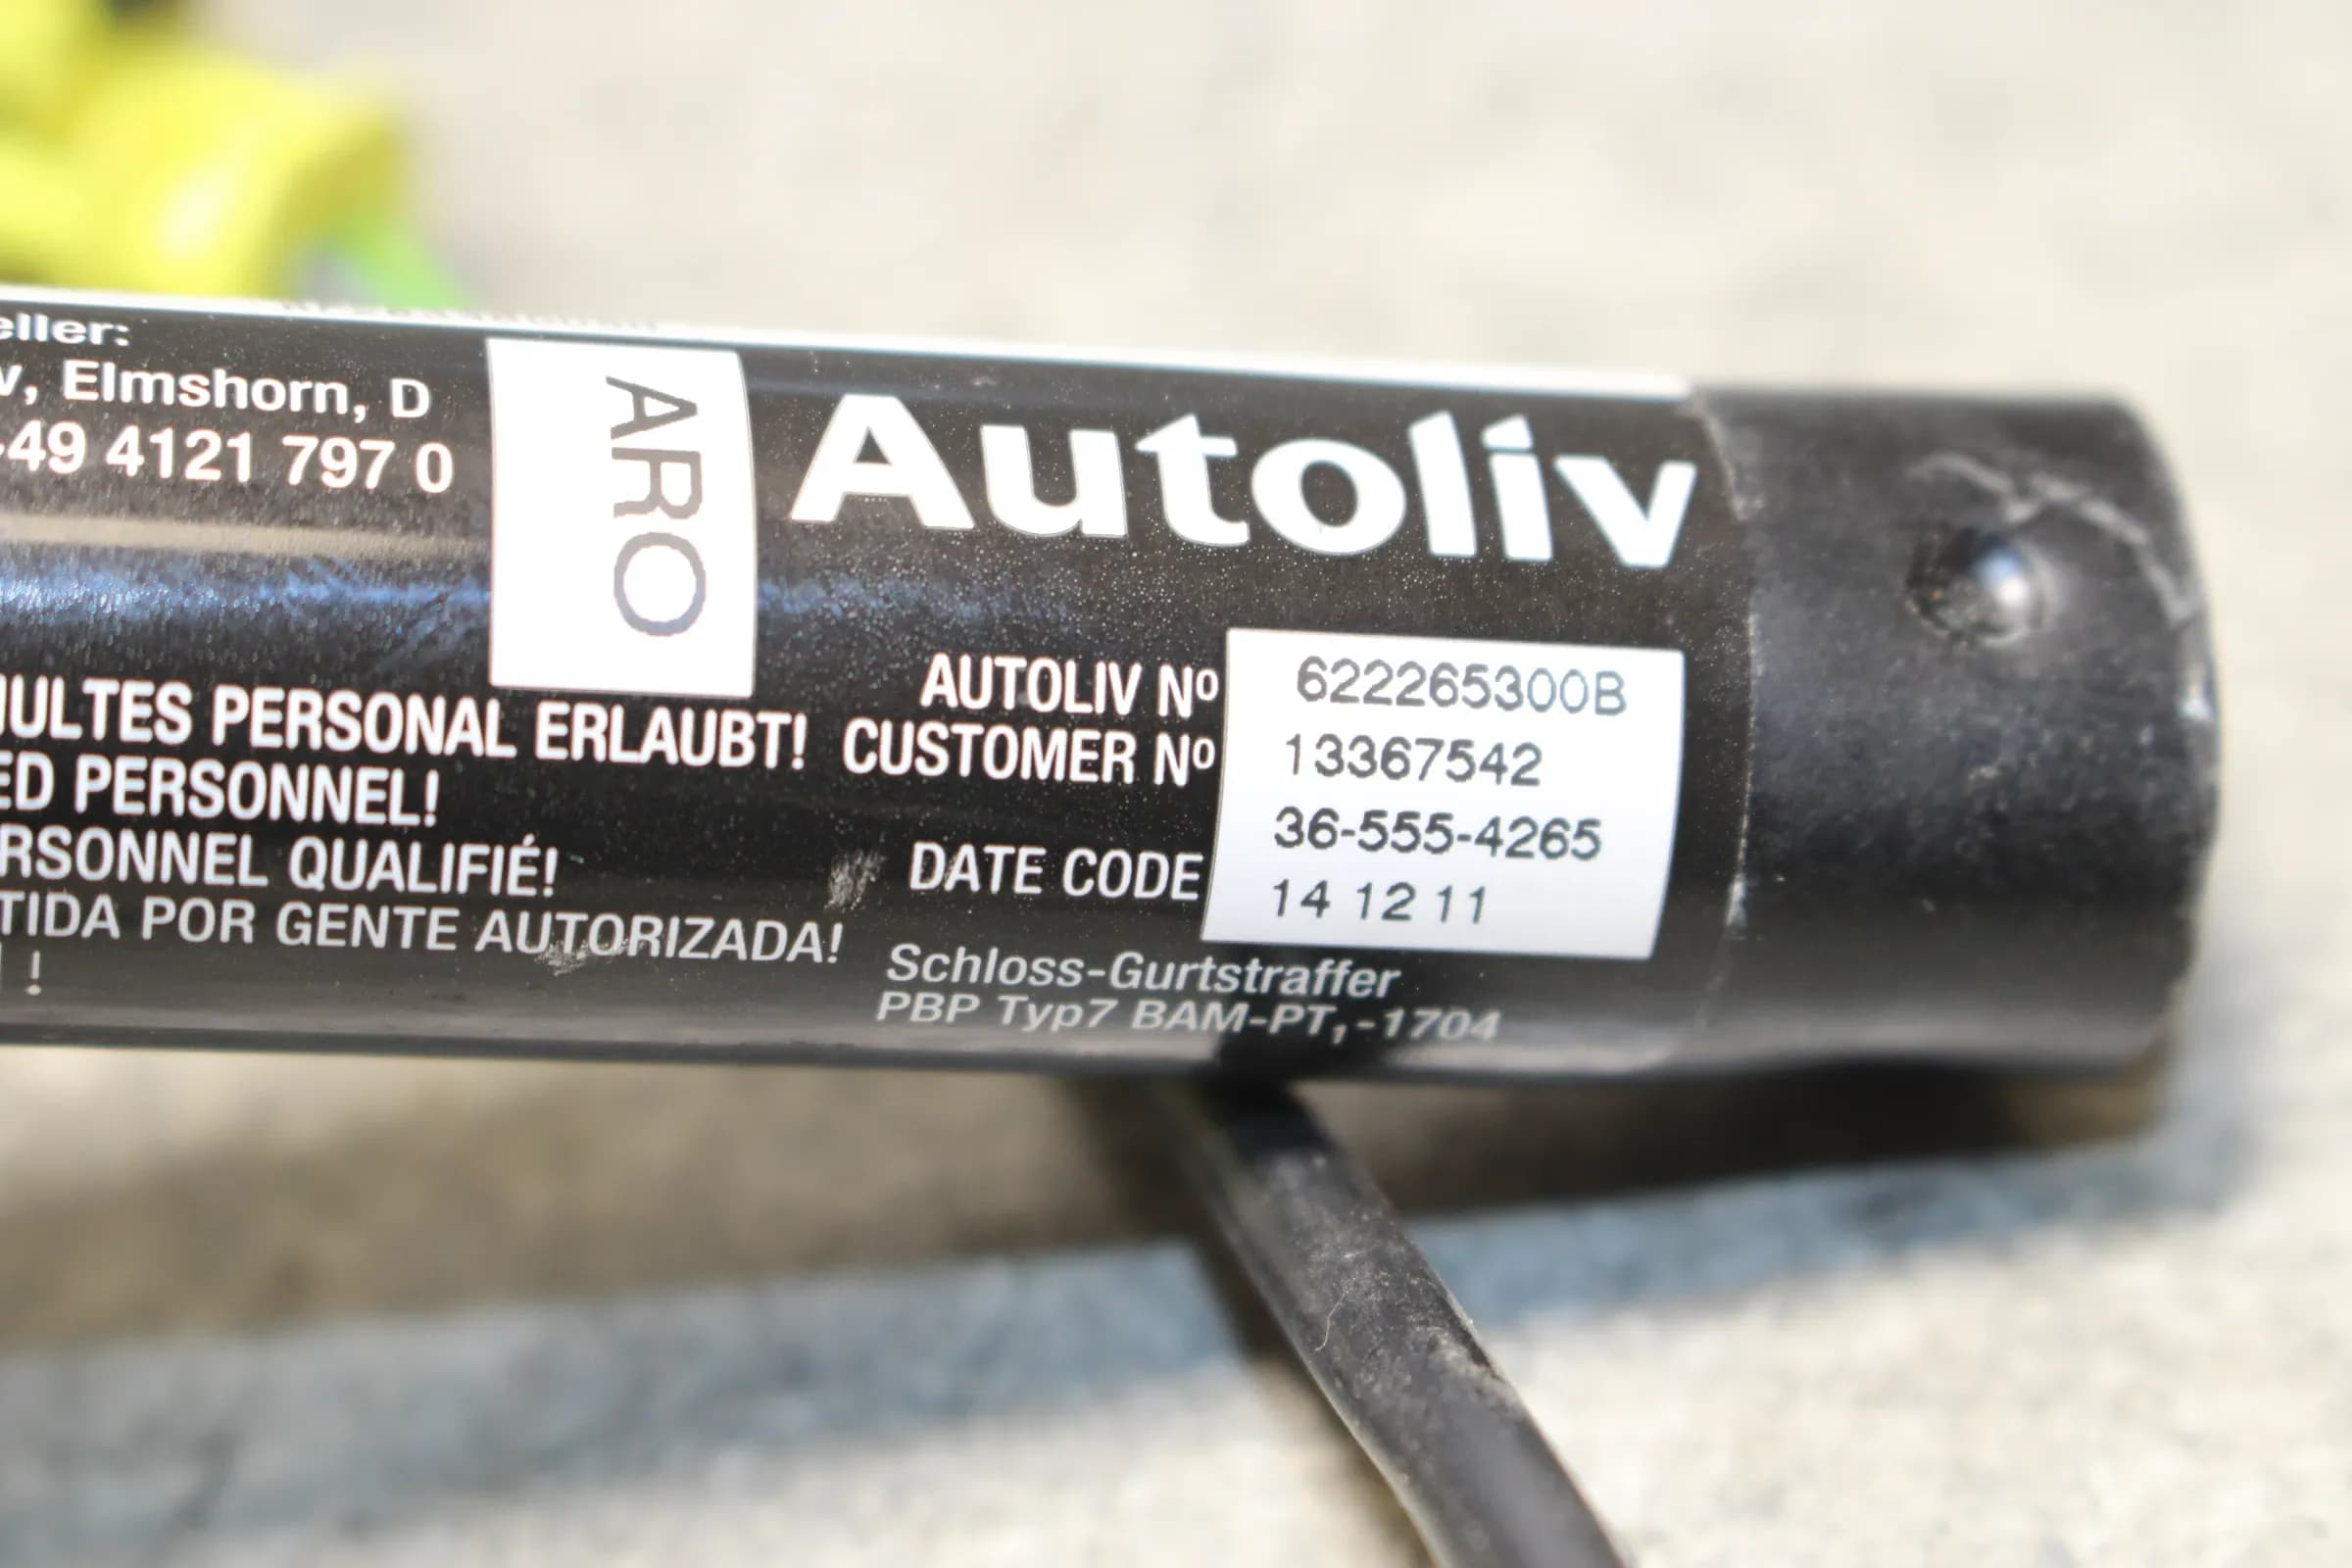 eller:
v, Elmshorn, D
49 4121 797 0
ARO
Autoliv
AUTOLIV Nº 622265300B
CUSTOMER Nº 13367542
36-555-4265
DATE CODE 14 12 11
Schloss-Gurtstraffer
PBP Typ7 BAM-PT,-1704
ULTES PERSONAL ERLAUBT!
ED PERSONNEL!
RSONNEL QUALIFIÉ!
TIDA POR GENTE AUTORIZADA!
!